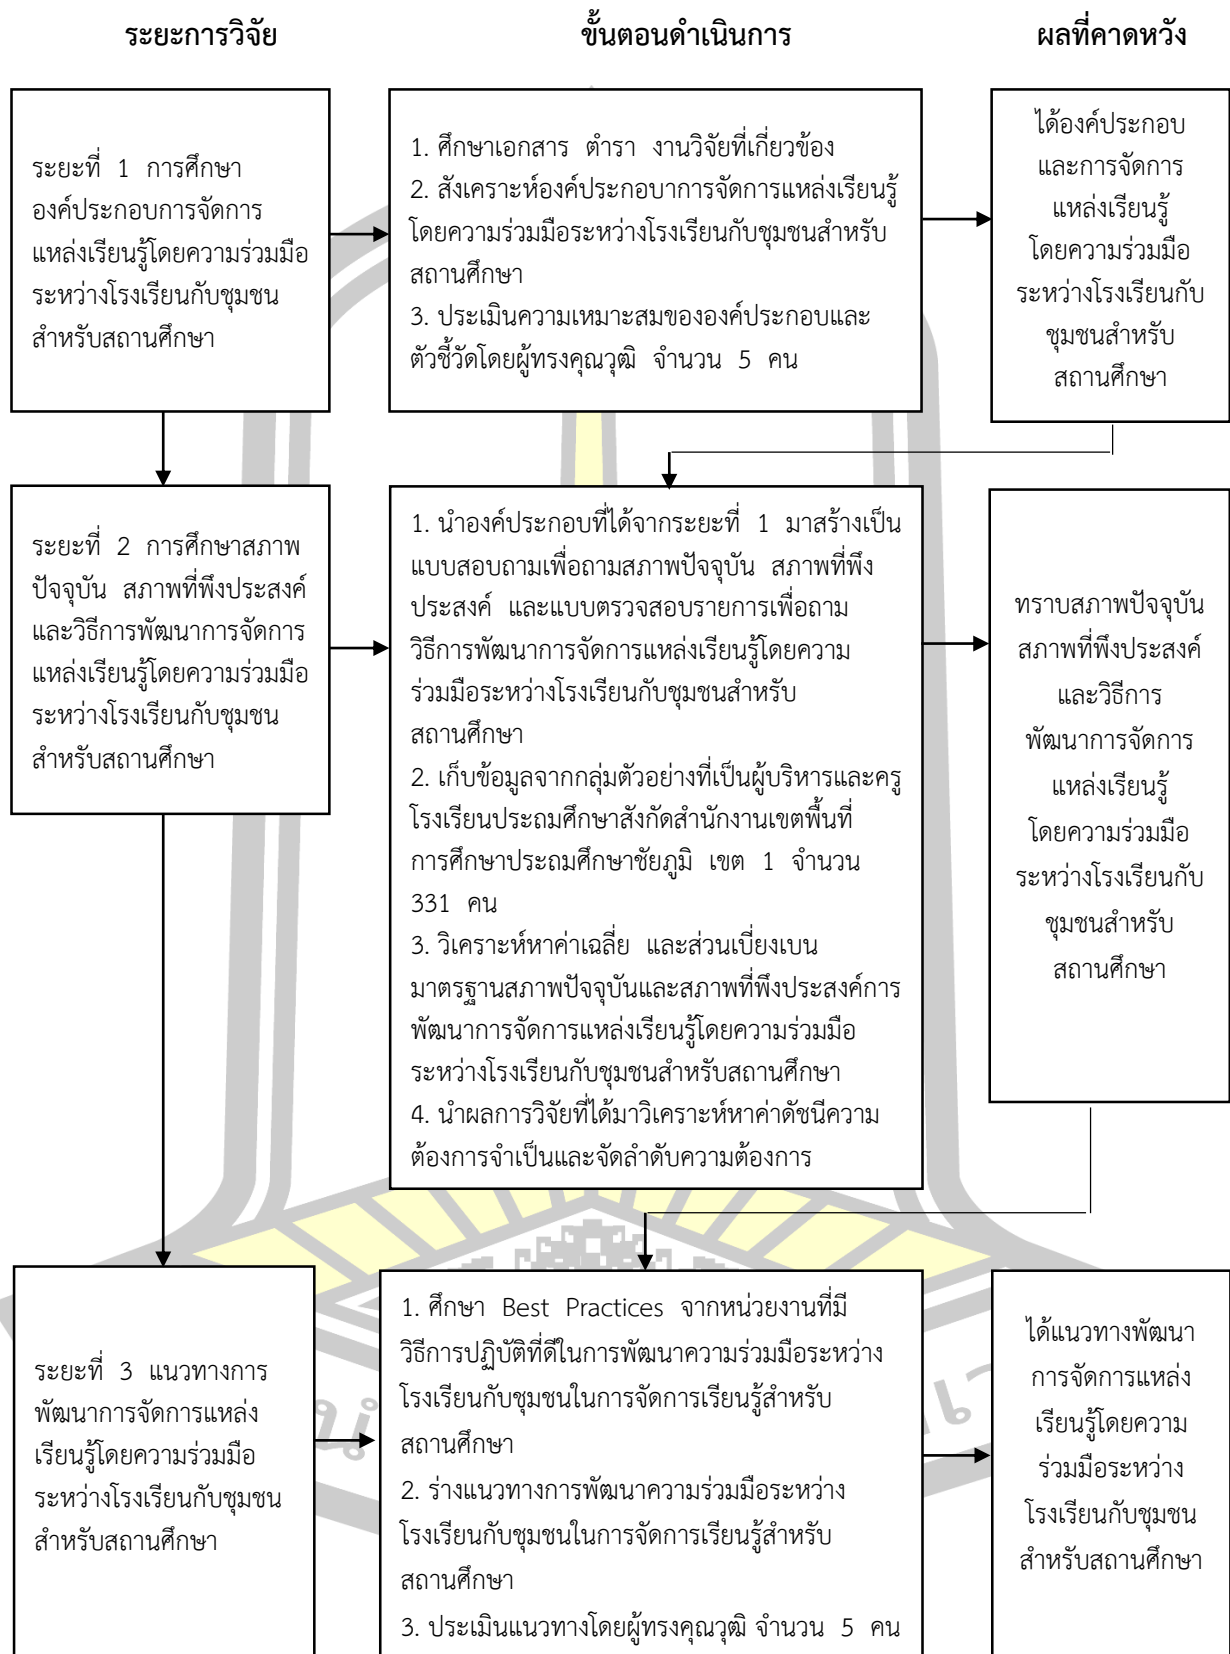 ระยะการวิจัย
ขั้นตอนดำเนินการ
ผลที่คาดหวัง
ระยะที่ 1 การศึกษา
องค์ประกอบการจัดการ
แหล่งเรียนรู้โดยความร่วมมือ
ระหว่างโรงเรียนกับชุมชน
สำหรับสถานศึกษา
1. ศึกษาเอกสาร ตำรา งานวิจัยที่เกี่ยวข้อง
2. สังเคราะห์องค์ประกอบาการจัดการแหล่งเรียนรู้
โดยความร่วมมือระหว่างโรงเรียนกับชุมชนสำหรับ
สถานศึกษา
3. ประเมินความเหมาะสมขององค์ประกอบและ
ตัวชี้วัดโดยผู้ทรงคุณวุฒิ จำนวน 5 คน
ได้องค์ประกอบ
และการจัดการ
แหล่งเรียนรู้
โดยความร่วมมือ
ระหว่างโรงเรียนกับ
ชุมชนสำหรับ
สถานศึกษา
ระยะที่ 2 การศึกษาสภาพ
ปัจจุบัน สภาพที่พึงประสงค์
และวิธีการพัฒนาการจัดการ
แหล่งเรียนรู้โดยความร่วมมือ
ระหว่างโรงเรียนกับชุมชน
สำหรับสถานศึกษา
1. นำองค์ประกอบที่ได้จากระยะที่ 1 มาสร้างเป็น
แบบสอบถามเพื่อถามสภาพปัจจุบัน สภาพที่พึง
ประสงค์ และแบบตรวจสอบรายการเพื่อถาม
วิธีการพัฒนาการจัดการแหล่งเรียนรู้โดยความ
ร่วมมือระหว่างโรงเรียนกับชุมชนสำหรับ
สถานศึกษา
2. เก็บข้อมูลจากกลุ่มตัวอย่างที่เป็นผู้บริหารและครู
โรงเรียนประถมศึกษาสังกัดสำนักงานเขตพื้นที่
การศึกษาประถมศึกษาชัยภูมิ เขต 1 จำนวน
331 คน
3. วิเคราะห์หาค่าเฉลี่ย และส่วนเบี่ยงเบน
มาตรฐานสภาพปัจจุบันและสภาพที่พึงประสงค์การ
พัฒนาการจัดการแหล่งเรียนรู้โดยความร่วมมือ
ระหว่างโรงเรียนกับชุมชนสำหรับสถานศึกษา
4. นำผลการวิจัยที่ได้มาวิเคราะห์หาค่าดัชนีความ
ต้องการจำเป็นและจัดลำดับความต้องการ
ทราบสภาพปัจจุบัน
สภาพที่พึงประสงค์
และวิธีการ
พัฒนาการจัดการ
แหล่งเรียนรู้
โดยความร่วมมือ
ระหว่างโรงเรียนกับ
ชุมชนสำหรับ
สถานศึกษา
ระยะที่ 3 แนวทางการ
พัฒนาการจัดการแหล่ง
เรียนรู้โดยความร่วมมือ
ระหว่างโรงเรียนกับชุมชน
สำหรับสถานศึกษา
1. ศึกษา Best Practices จากหน่วยงานที่มี
วิธีการปฏิบัติที่ดีในการพัฒนาความร่วมมือระหว่าง
โรงเรียนกับชุมชนในการจัดการเรียนรู้สำหรับ
สถานศึกษา
2. ร่างแนวทางการพัฒนาความร่วมมือระหว่าง
โรงเรียนกับชุมชนในการจัดการเรียนรู้สำหรับ
สถานศึกษา
3. ประเมินแนวทางโดยผู้ทรงคุณวุฒิ จำนวน 5 คน
ได้แนวทางพัฒนา
การจัดการแหล่ง
เรียนรู้โดยความ
ร่วมมือระหว่าง
โรงเรียนกับชุมชน
สำหรับสถานศึกษา